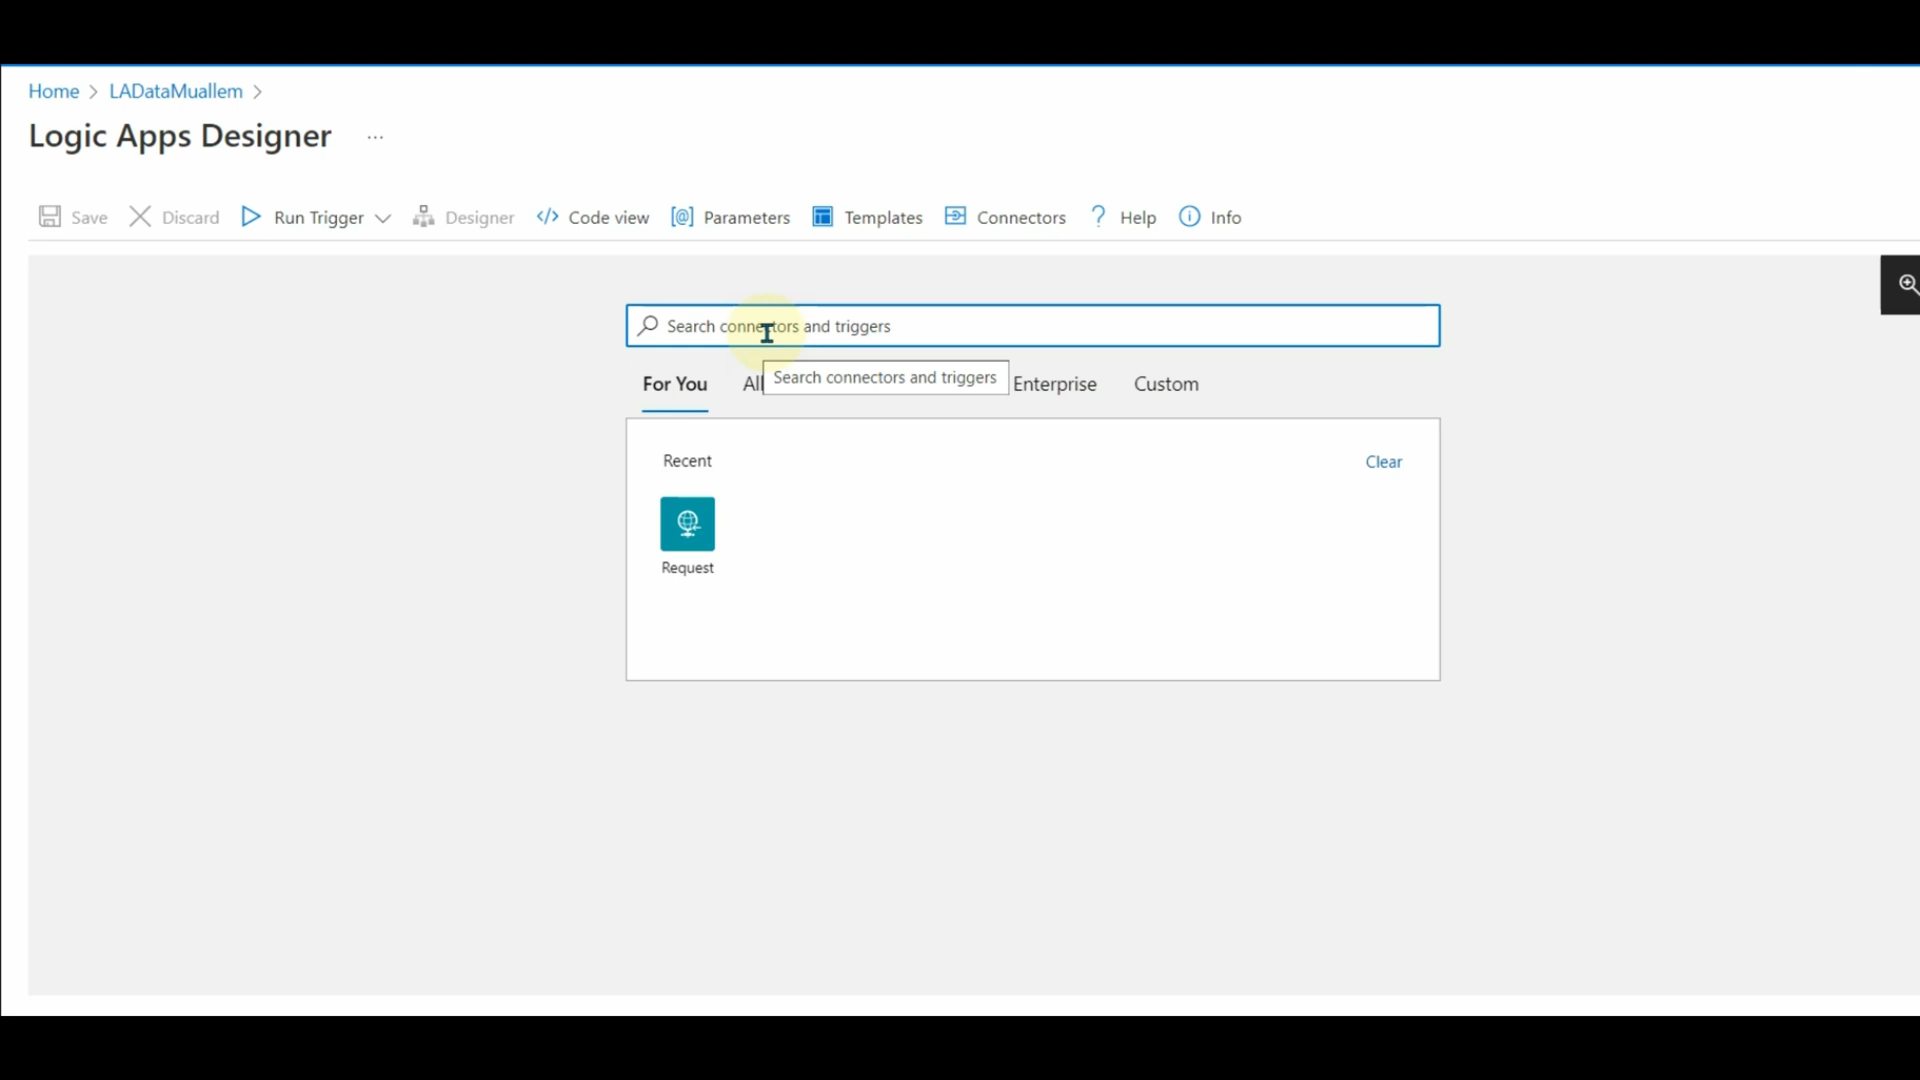 Home > LADataMuallem >
Logic Apps Designer ...
Save Discard Run Trigger Designer </> Code view [@] Parameters Templates Connectors ? Help Info
Search connectors and triggers
For You All Enterprise Custom
Search connectors and triggers
Recent Clear
Request